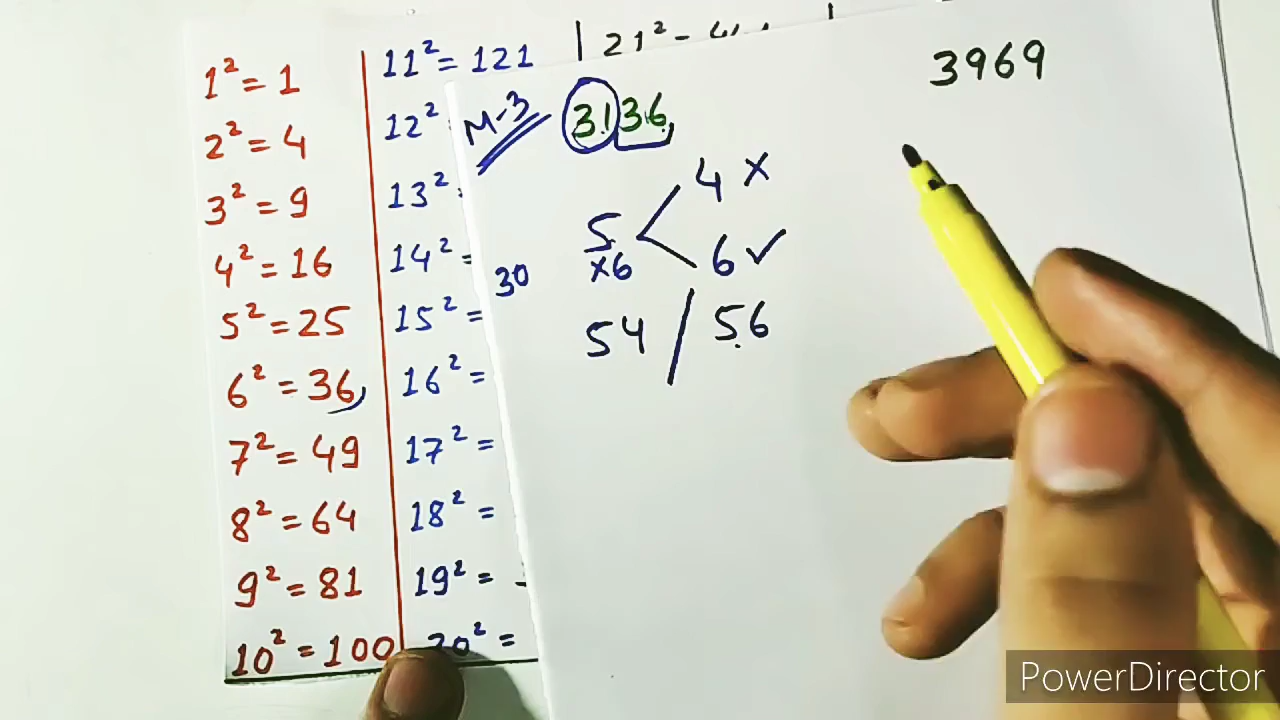 1² = 1
2² = 4
3² = 9
4² = 16
5² = 25
6² = 36
7² = 49
8² = 64
9² = 81
10² = 100
11² = 121
12²
13²
14² =
15² =
16² =
17² =
18² =
19² =
20² =
21² -
M-3
3136
5 4 ×
×6 6 ✓
30
54 / 56
3969
PowerDirector